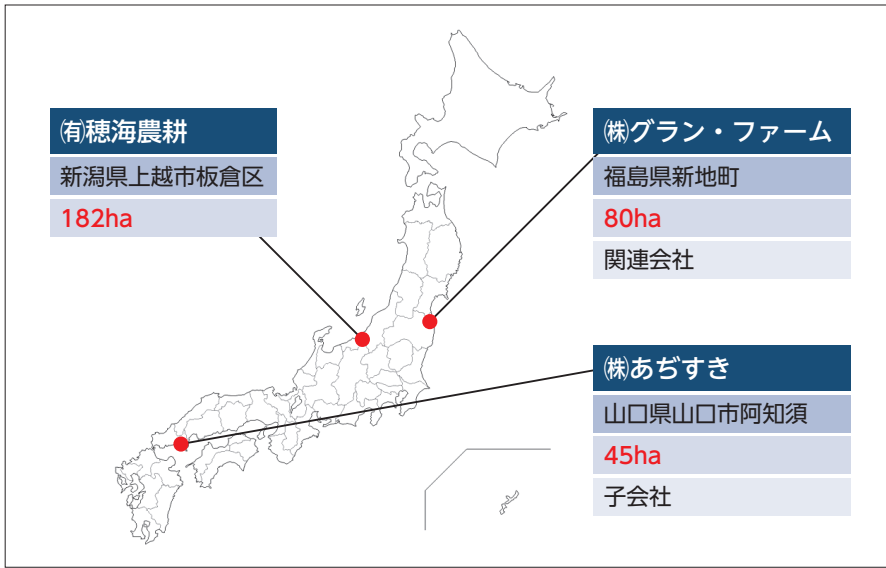 ㈲穂海農耕
新潟県上越市板倉区
182ha
㈱グラン・ファーム
福島県新地町
80ha
関連会社
㈱あぢすき
山口県山口市阿知須
45ha
子会社